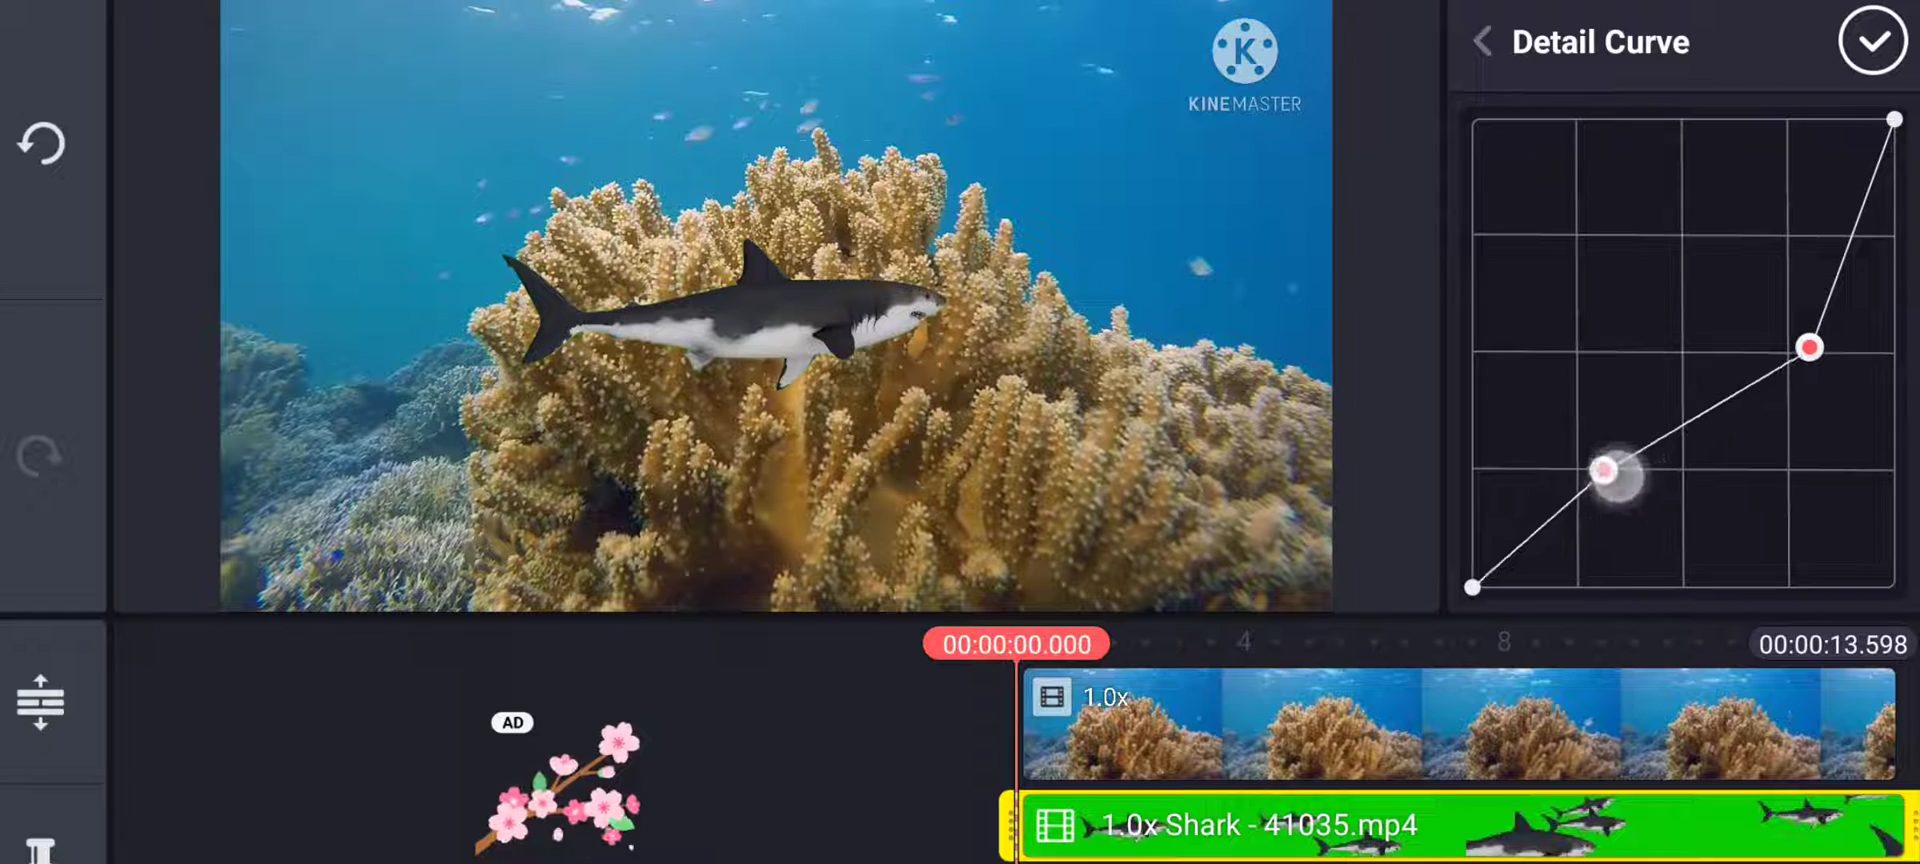 K
KINEMASTER
Detail Curve
00:00:00.000
4
8
00:00:13.598
AD
1.0x
1.0x Shark - 41035.mp4